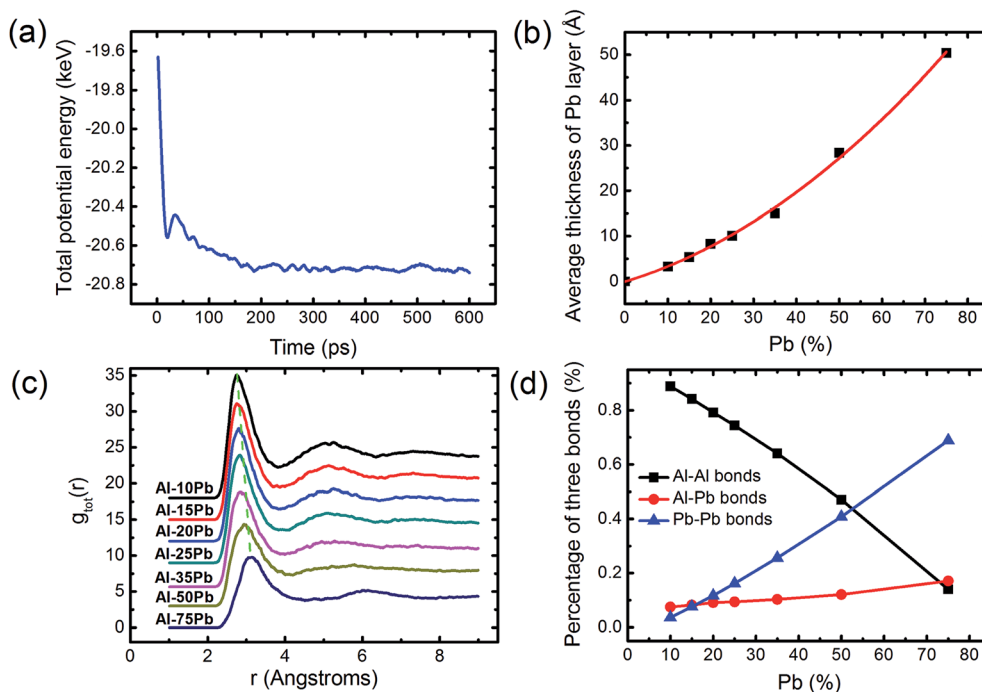 (a)
Total potential energy (keV)
-19.6
-19.8
-20.0
-20.2
-20.4
-20.6
-20.8
0 100 200 300 400 500 600
Time (ps)
(b)
Average thickness of Pb layer (Å)
50
40
30
20
10
0
0 10 20 30 40 50 60 70 80
Pb (%)
(c)
g_tot(r)
35
30
25
20
15
10
5
0
Al-10Pb
Al-15Pb
Al-20Pb
Al-25Pb
Al-35Pb
Al-50Pb
Al-75Pb
0 2 4 6 8
r (Angstroms)
(d)
Percentage of three bonds (%)
0.8
0.6
0.4
0.2
0.0
Al-Al bonds
Al-Pb bonds
Pb-Pb bonds
0 10 20 30 40 50 60 70 80
Pb (%)